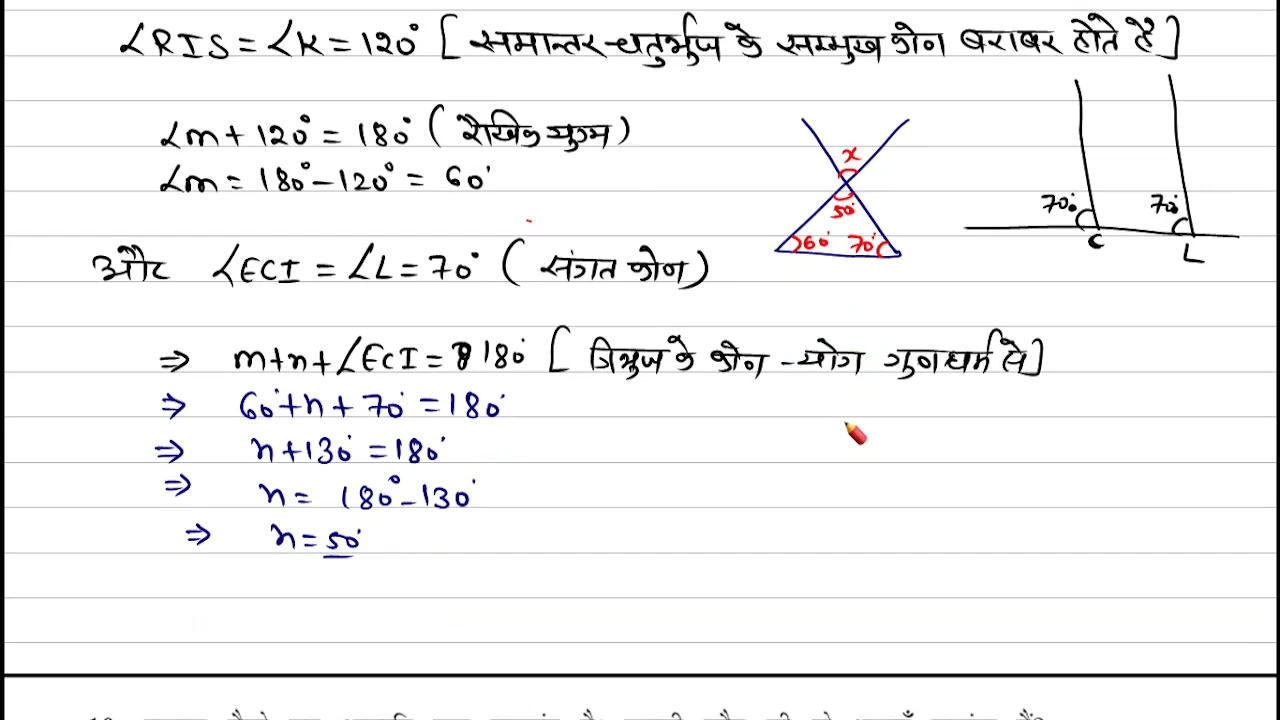 ∠RIS = ∠K = 120° [समान्तर-चतुर्भुज के सम्मुख कोण बराबर होते है]
∠m + 120° = 180° (रैखिक युग्म)
∠m = 180° - 120° = 60°
x
50°
60° 70°
70° 70°
C
L
और ∠ECI = ∠L = 70° (संगत कोण)
⇒ m+n+∠ECI = 180° [त्रिभुज के कोण-योग गुणधर्म से]
⇒ 60°+n+70° = 180°
⇒ n+130° = 180°
⇒ n = 180° - 130°
⇒ n = 50°